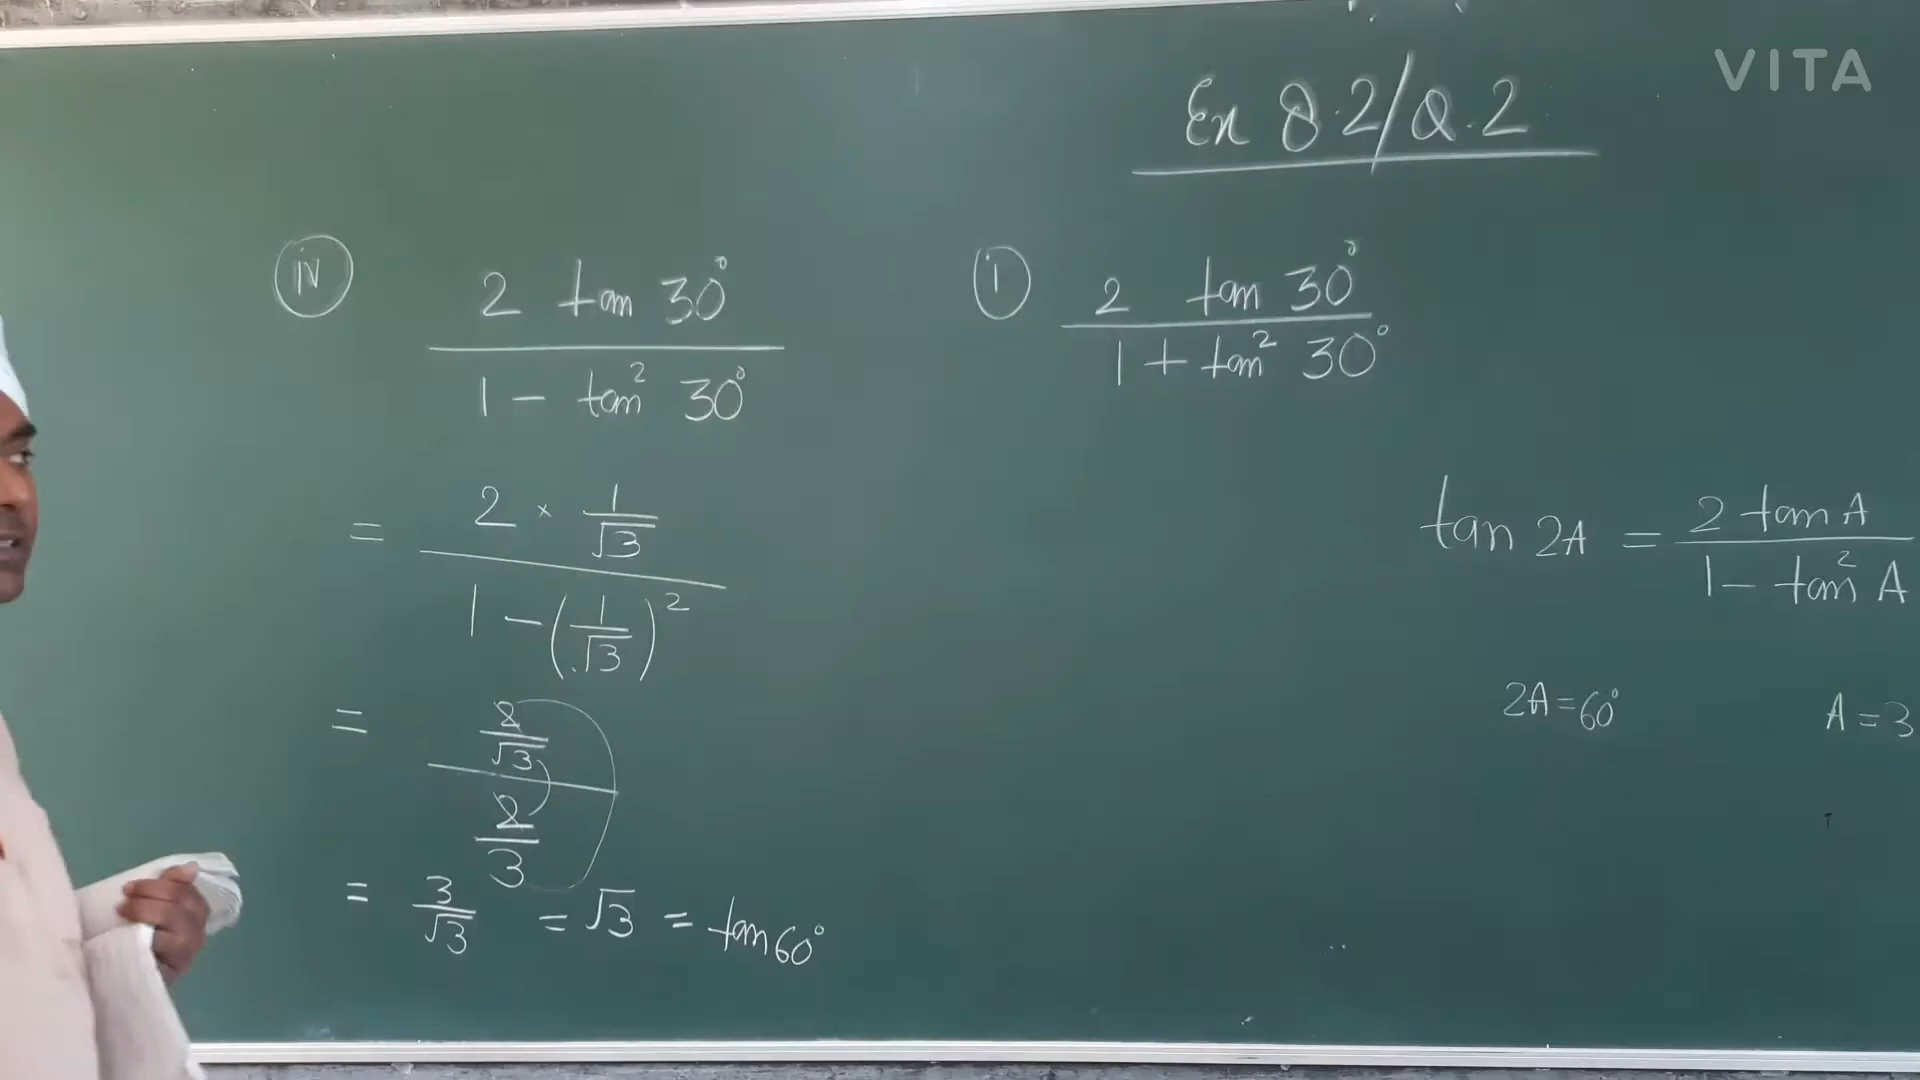 VITA
Ex 8.2/Q.2
(iv) 2 tan 30°
1 - tan² 30°
= 2 × 1/√3
1 - (1/√3)²
= 2/√3
2/3
= 3/√3 = √3 = tan 60°
(i) 2 tan 30°
1 + tan² 30°
tan 2A = 2 tan A
1 - tan² A
2A = 60° A = 3